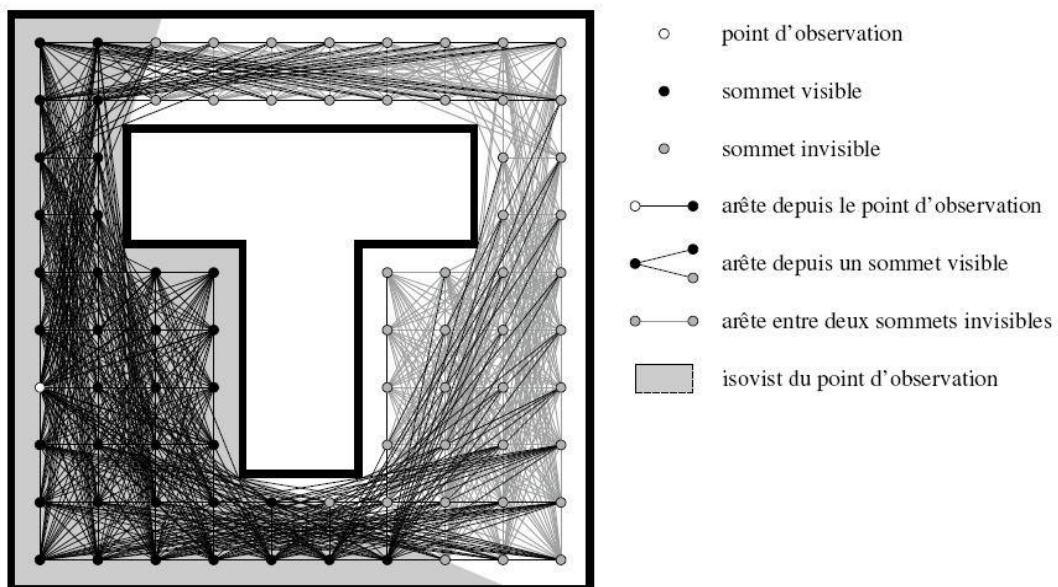 point d'observation
sommet visible
sommet invisible
arête depuis le point d'observation
arête depuis un sommet visible
arête entre deux sommets invisibles
isovist du point d'observation